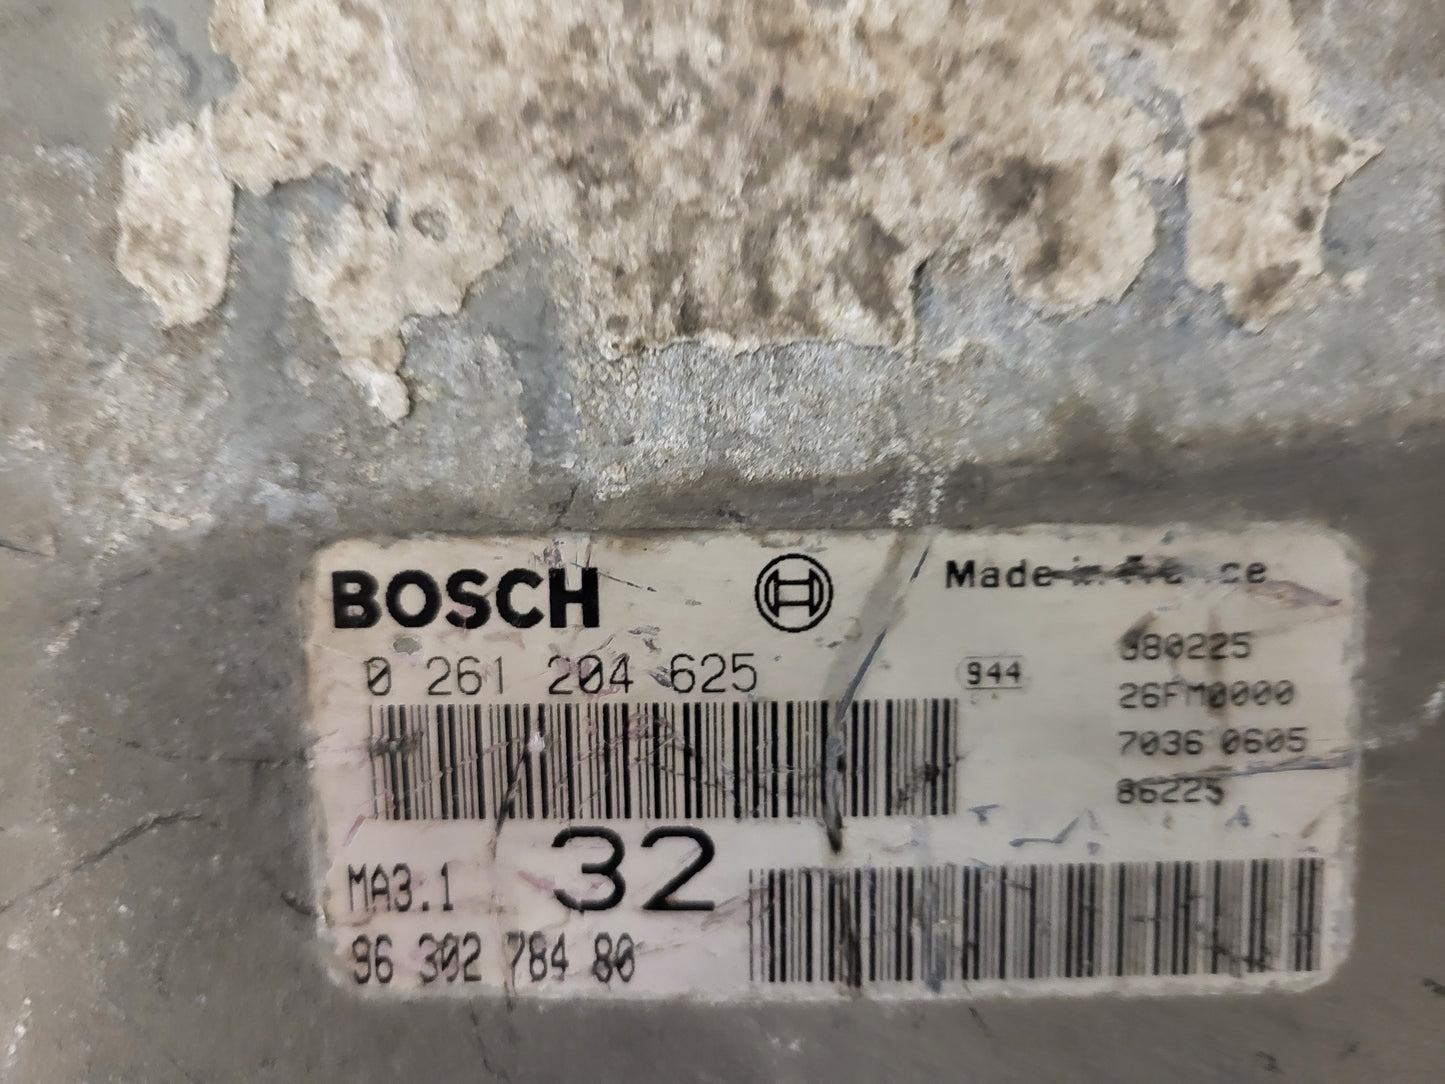 BOSCH
Made in France
0 261 204 625
944
980225
26FM0000
7036 0605
86225
MA3.1
32
96 302 784 80